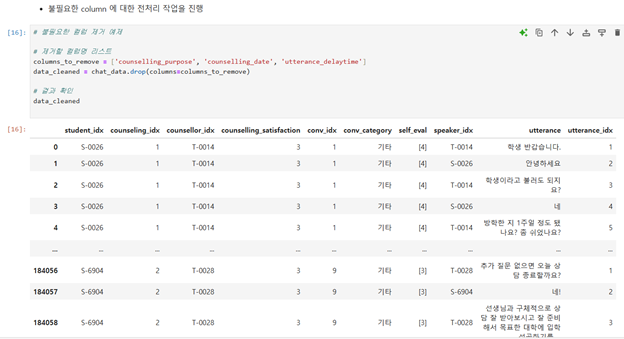 • 불필요한 column 에 대한 전처리 작업을 진행
[16]: # 불필요한 컬럼 제거 예제
# 제거할 컬럼명 리스트
columns_to_remove = ['counselling_purpose', 'counselling_date', 'utterance_delaytime']
data_cleaned = chat_data.drop(columns=columns_to_remove)
# 결과 확인
data_cleaned
[16]: student_idx counseling_idx counsellor_idx counselling_satisfaction conv_idx conv_category self_eval speaker_idx utterance utterance_idx
0 S-0026 1 T-0014 3 1 기타 [4] T-0014 학생 반갑습니다. 1
1 S-0026 1 T-0014 3 1 기타 [4] S-0026 안녕하세요 2
2 S-0026 1 T-0014 3 1 기타 [4] T-0014 학생이라고 불러도 되지 3
요?
3 S-0026 1 T-0014 3 1 기타 [4] S-0026 네 4
4 S-0026 1 T-0014 3 1 기타 [4] T-0014 방학한 지 1주일 정도 됐 5
나요? 좀 쉬었나요?
... ... ... ... ... ... ... ... ... ... ...
184056 S-6904 2 T-0028 3 9 기타 [3] T-0028 추가 질문 없으면 오늘 상 1
담 종료할까요?
184057 S-6904 2 T-0028 3 9 기타 [3] S-6904 네! 2
184058 S-6904 2 T-0028 3 9 기타 [3] T-0028 선생님과 구체적으로 상 3
담 잘 받아보시고 잘 준비
해서 목표한 대학에 입학